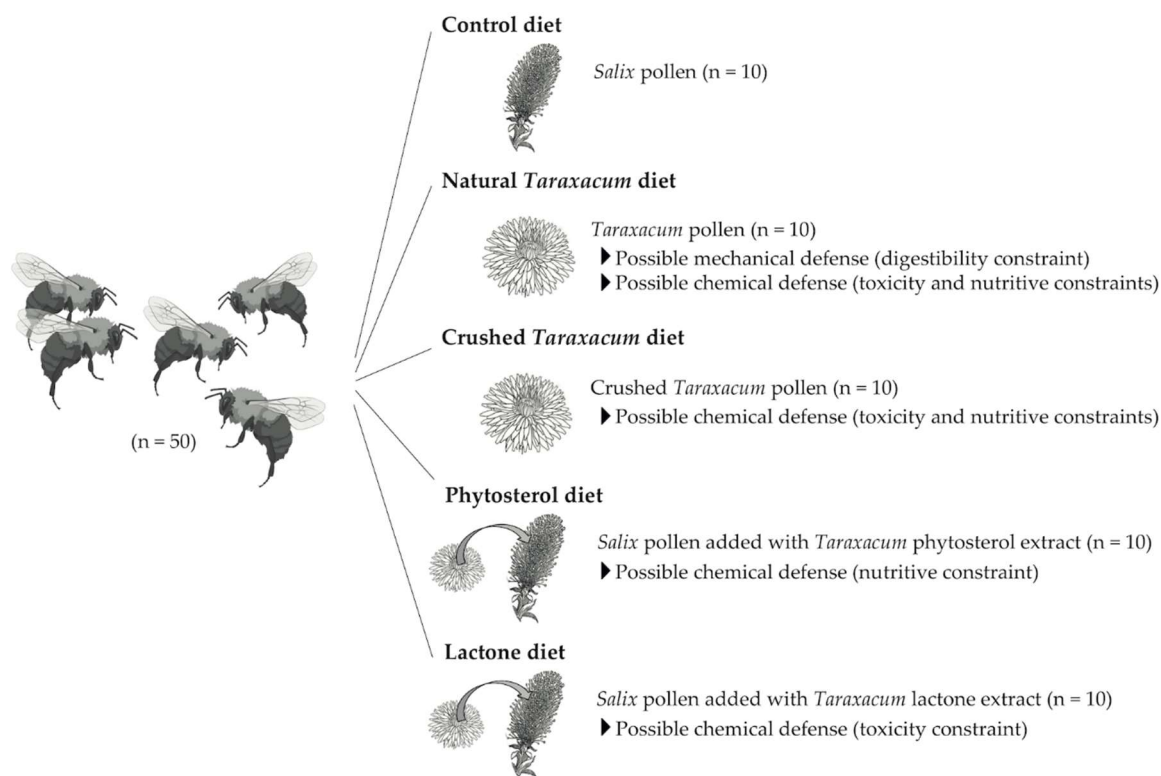 Control diet
Salix pollen (n = 10)
Natural Taraxacum diet
Taraxacum pollen (n = 10)
Possible mechanical defense (digestibility constraint)
Possible chemical defense (toxicity and nutritive constraints)
Crushed Taraxacum diet
Crushed Taraxacum pollen (n = 10)
Possible chemical defense (toxicity and nutritive constraints)
(n = 50)
Phytosterol diet
Salix pollen added with Taraxacum phytosterol extract (n = 10)
Possible chemical defense (nutritive constraint)
Lactone diet
Salix pollen added with Taraxacum lactone extract (n = 10)
Possible chemical defense (toxicity constraint)